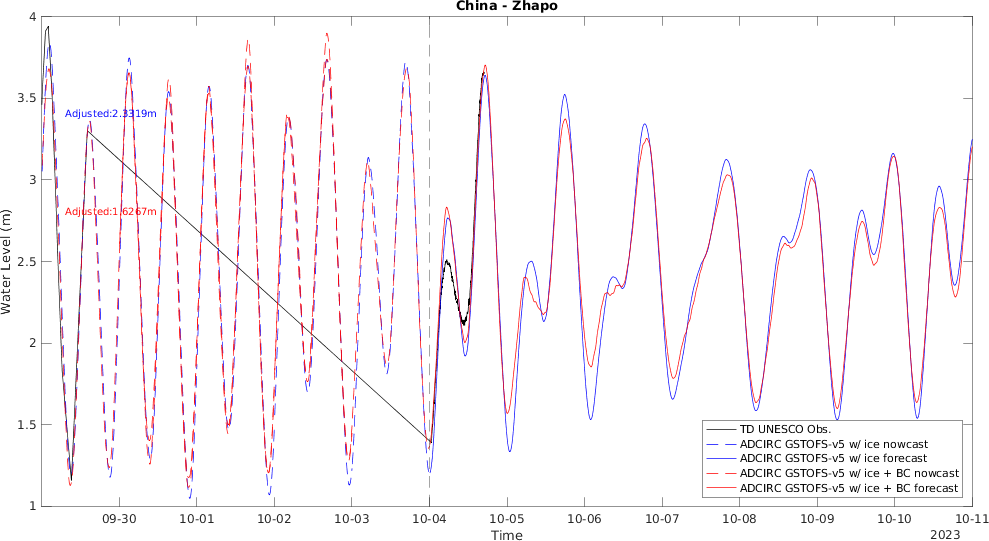 China - Zhapo
4
3.5
3
2.5
2
1.5
1
Water Level (m)
Adjusted:2.3319m
Adjusted:1.6267m
TD UNESCO Obs.
ADCIRC GSTOFS-v5 w/ ice nowcast
ADCIRC GSTOFS-v5 w/ ice forecast
ADCIRC GSTOFS-v5 w/ ice + BC nowcast
ADCIRC GSTOFS-v5 w/ ice + BC forecast
09-30 10-01 10-02 10-03 10-04 10-05 10-06 10-07 10-08 10-09 10-10 10-11
Time
2023